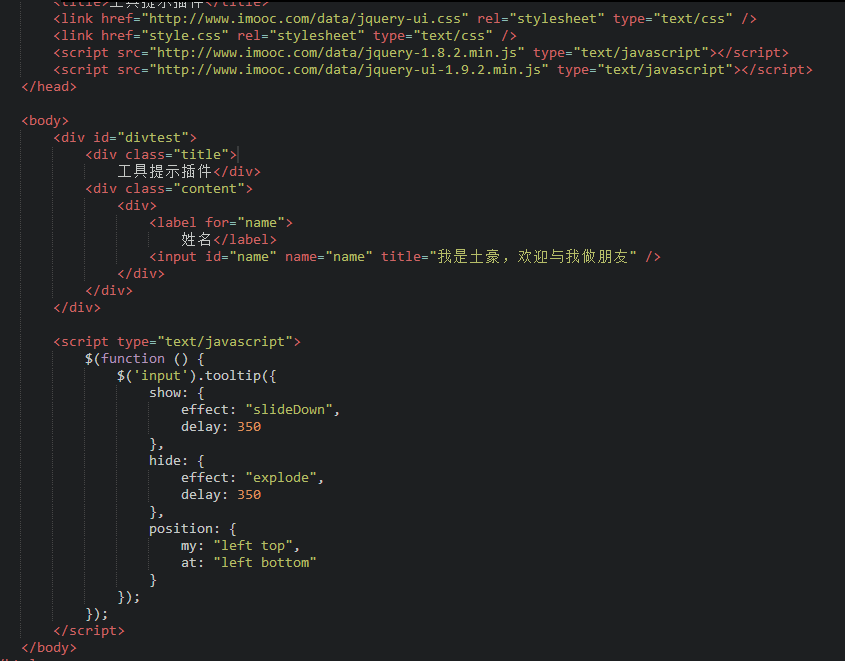 <title>工具提示插件</title>
<link href="http://www.imooc.com/data/jquery-ui.css" rel="stylesheet" type="text/css" />
<link href="style.css" rel="stylesheet" type="text/css" />
<script src="http://www.imooc.com/data/jquery-1.8.2.min.js" type="text/javascript"></script>
<script src="http://www.imooc.com/data/jquery-ui-1.9.2.min.js" type="text/javascript"></script>
</head>
<body>
<div id="divtest">
<div class="title">
工具提示插件</div>
<div class="content">
<div>
<label for="name">
姓名</label>
<input id="name" name="name" title="我是土豪，欢迎与我做朋友" />
</div>
</div>
</div>
<script type="text/javascript">
$(function () {
$('input').tooltip({
show: {
effect: "slideDown",
delay: 350
},
hide: {
effect: "explode",
delay: 350
},
position: {
my: "left top",
at: "left bottom"
}
});
});
</script>
</body>